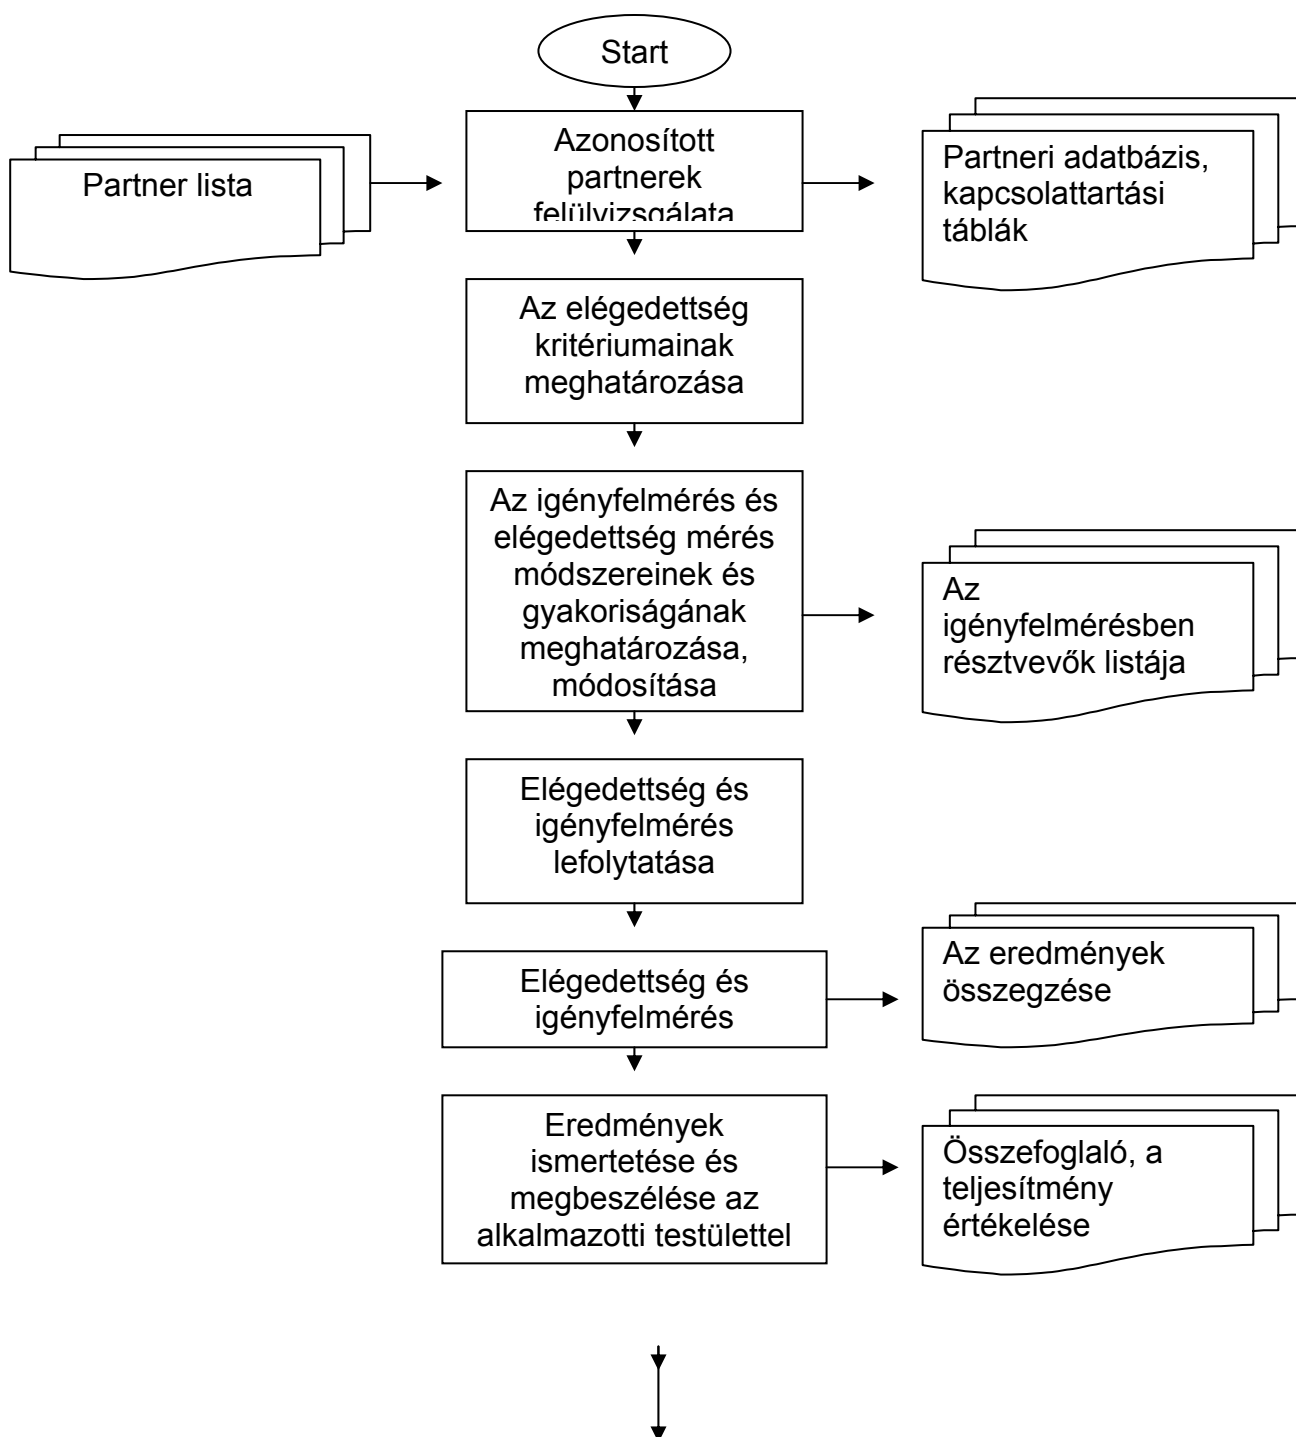 Start
Partner lista
Azonosított
partnerek
felülvizsgálata
Partneri adatbázis,
kapcsolattartási
táblák
Az elégedettség
kritériumainak
meghatározása
Az igényfelmérés és
elégedettség mérés
módszereinek és
gyakoriságának
meghatározása,
módosítása
Az
igényfelmérésben
résztvevők listája
Elégedettség és
igényfelmérés
lefolytatása
Elégedettség és
igényfelmérés
Az eredmények
összegzése
Eredmények
ismertetése és
megbeszélése az
alkalmazotti testülettel
Összefoglaló, a
teljesítmény
értékelése